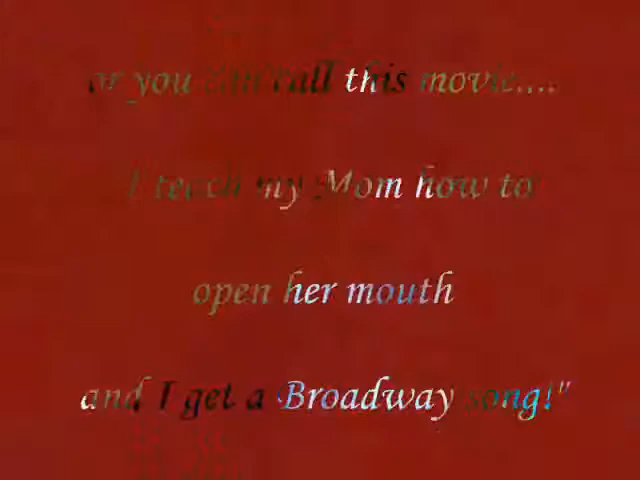 or you can call this movie....
I teach my Mom how to
open her mouth
and I get a Broadway song!"